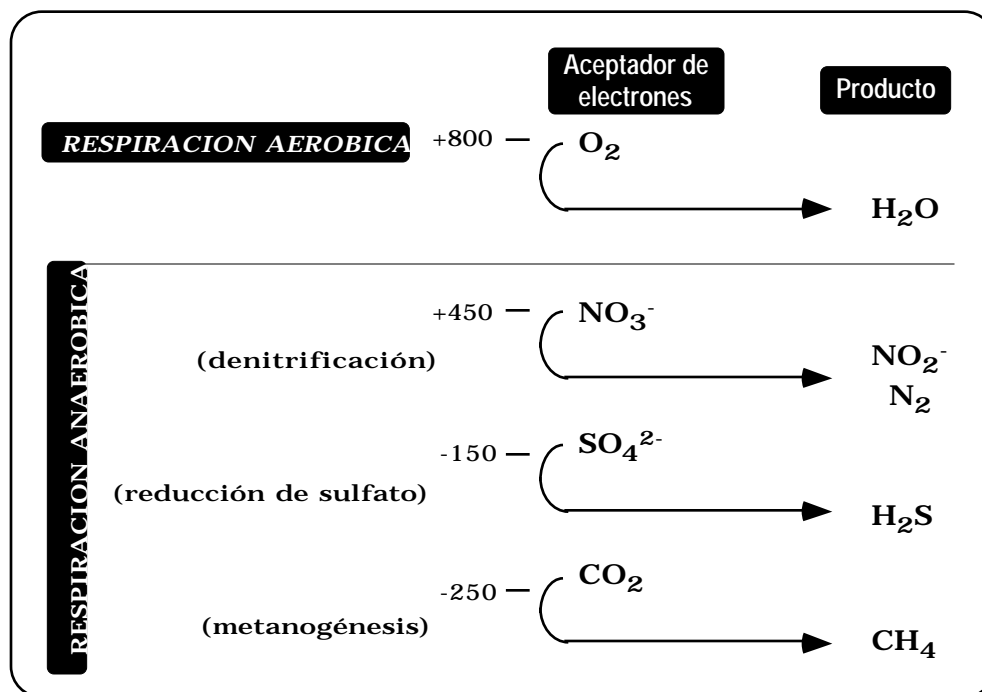 Aceptador de
electrones
Producto
RESPIRACION AEROBICA
+800
O₂
H₂O
RESPIRACION ANAEROBICA
+450
NO₃⁻
(denitrificación)
NO₂⁻
N₂
-150
SO₄²⁻
(reducción de sulfato)
H₂S
-250
CO₂
(metanogénesis)
CH₄